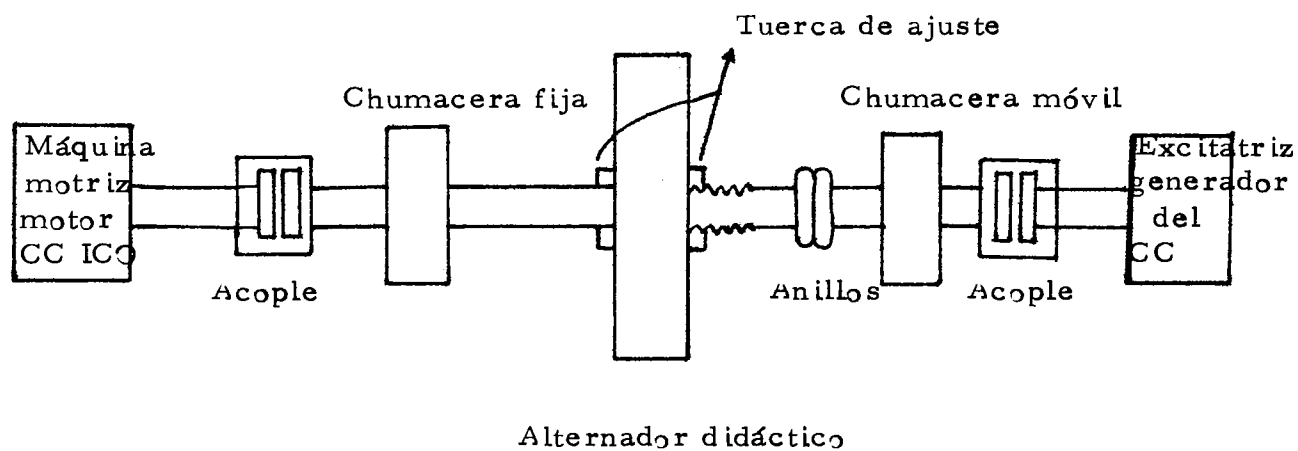 Tuerca de ajuste
Chumacera fija
Chumacera móvil
Máquina
motriz
motor
CC ICO
Excitatriz
generador
del
CC
Acople
Anillos
Acople
Alternador didáctico